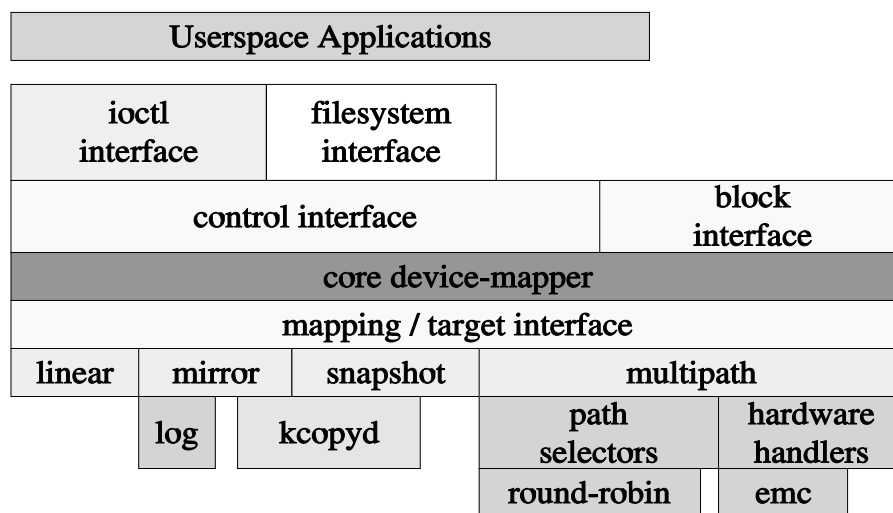 Userspace Applications
ioctl
interface
filesystem
interface
control interface
block
interface
core device-mapper
mapping / target interface
linear
mirror
snapshot
multipath
log
kcopyd
path
selectors
hardware
handlers
round-robin
emc